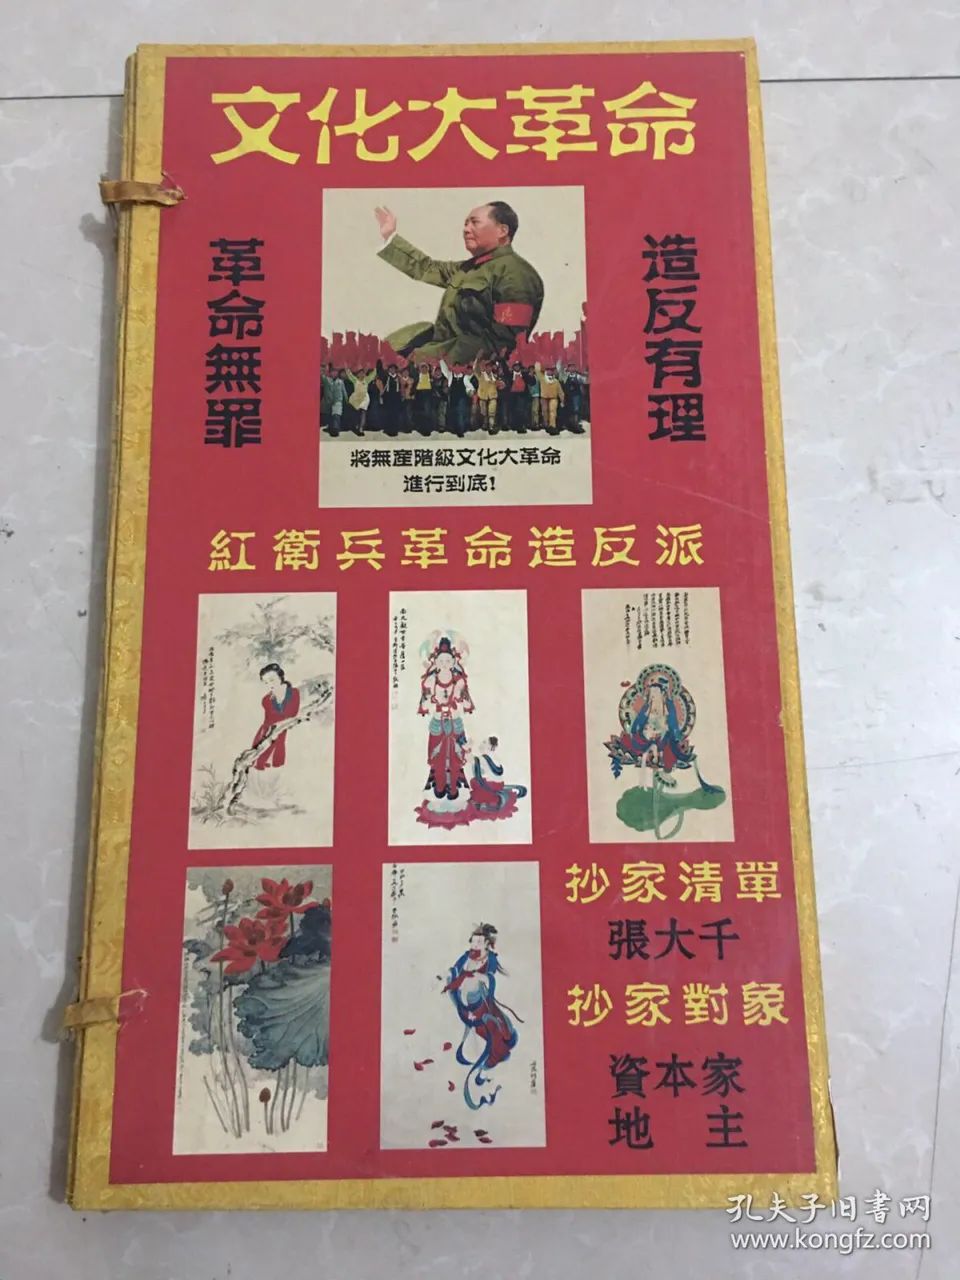 文化大革命
革命無罪
造反有理
將無産階級文化大革命
進行到底！
紅衛兵革命造反派
抄家清單
張大千
抄家對象
資本家
地主
孔夫子旧书网
www.kongfz.com